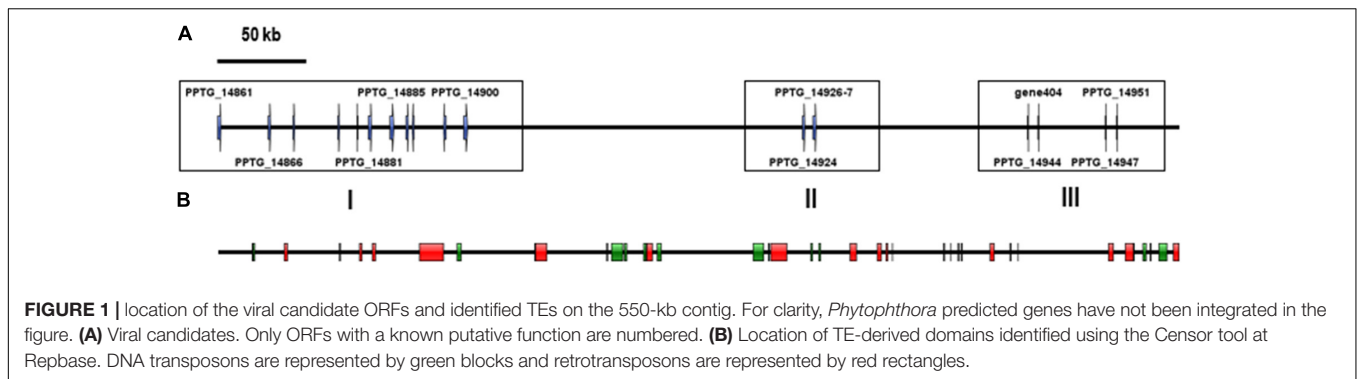 A
50 kb
PPTG_14861
PPTG_14885 PPTG_14900
PPTG_14926-7
gene404
PPTG_14951
PPTG_14866
PPTG_14881
PPTG_14924
PPTG_14944
PPTG_14947
I
II
III
B
FIGURE 1 | location of the viral candidate ORFs and identified TEs on the 550-kb contig. For clarity, Phytophthora predicted genes have not been integrated in the
figure. (A) Viral candidates. Only ORFs with a known putative function are numbered. (B) Location of TE-derived domains identified using the Censor tool at
Repbase. DNA transposons are represented by green blocks and retrotransposons are represented by red rectangles.